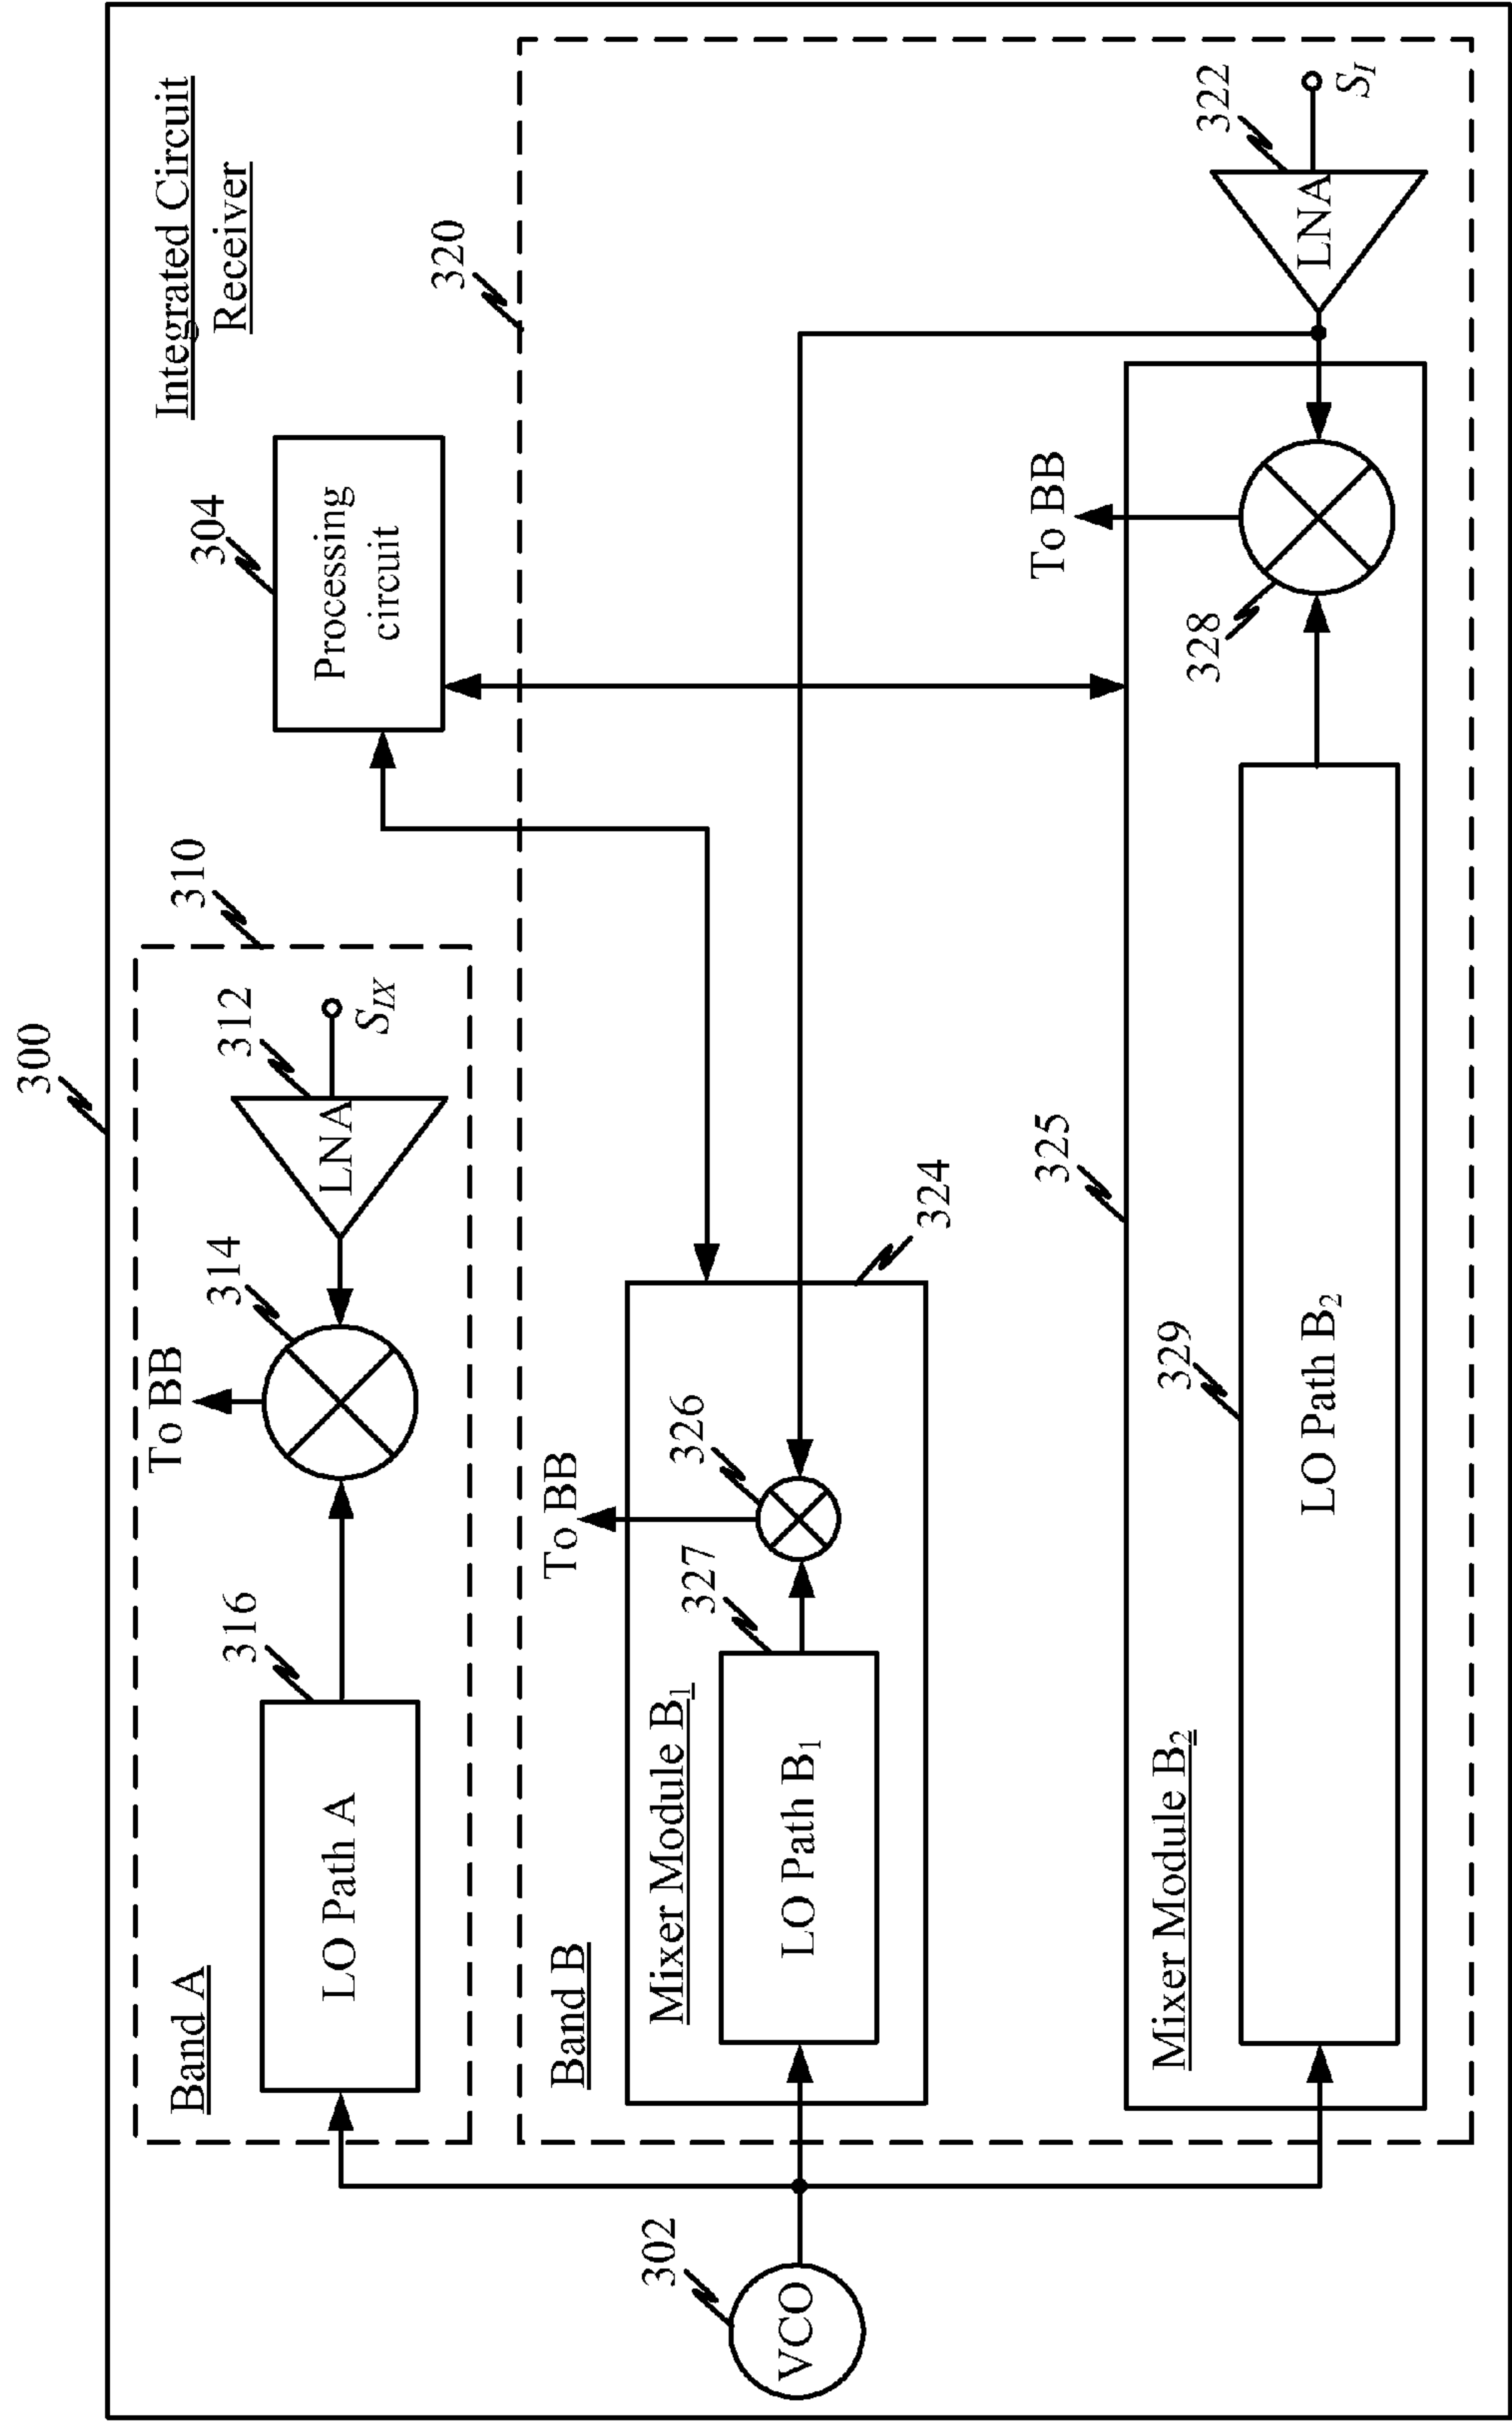 300
Integrated Circuit
Receiver
Band A
310
316
LO Path A
314
To BB
312
LNA
S_IX
304
Processing
circuit
320
Band B
Mixer Module B₁
324
327
LO Path B₁
326
To BB
302
VCO
325
Mixer Module B₂
329
LO Path B₂
328
To BB
322
LNA
S_I